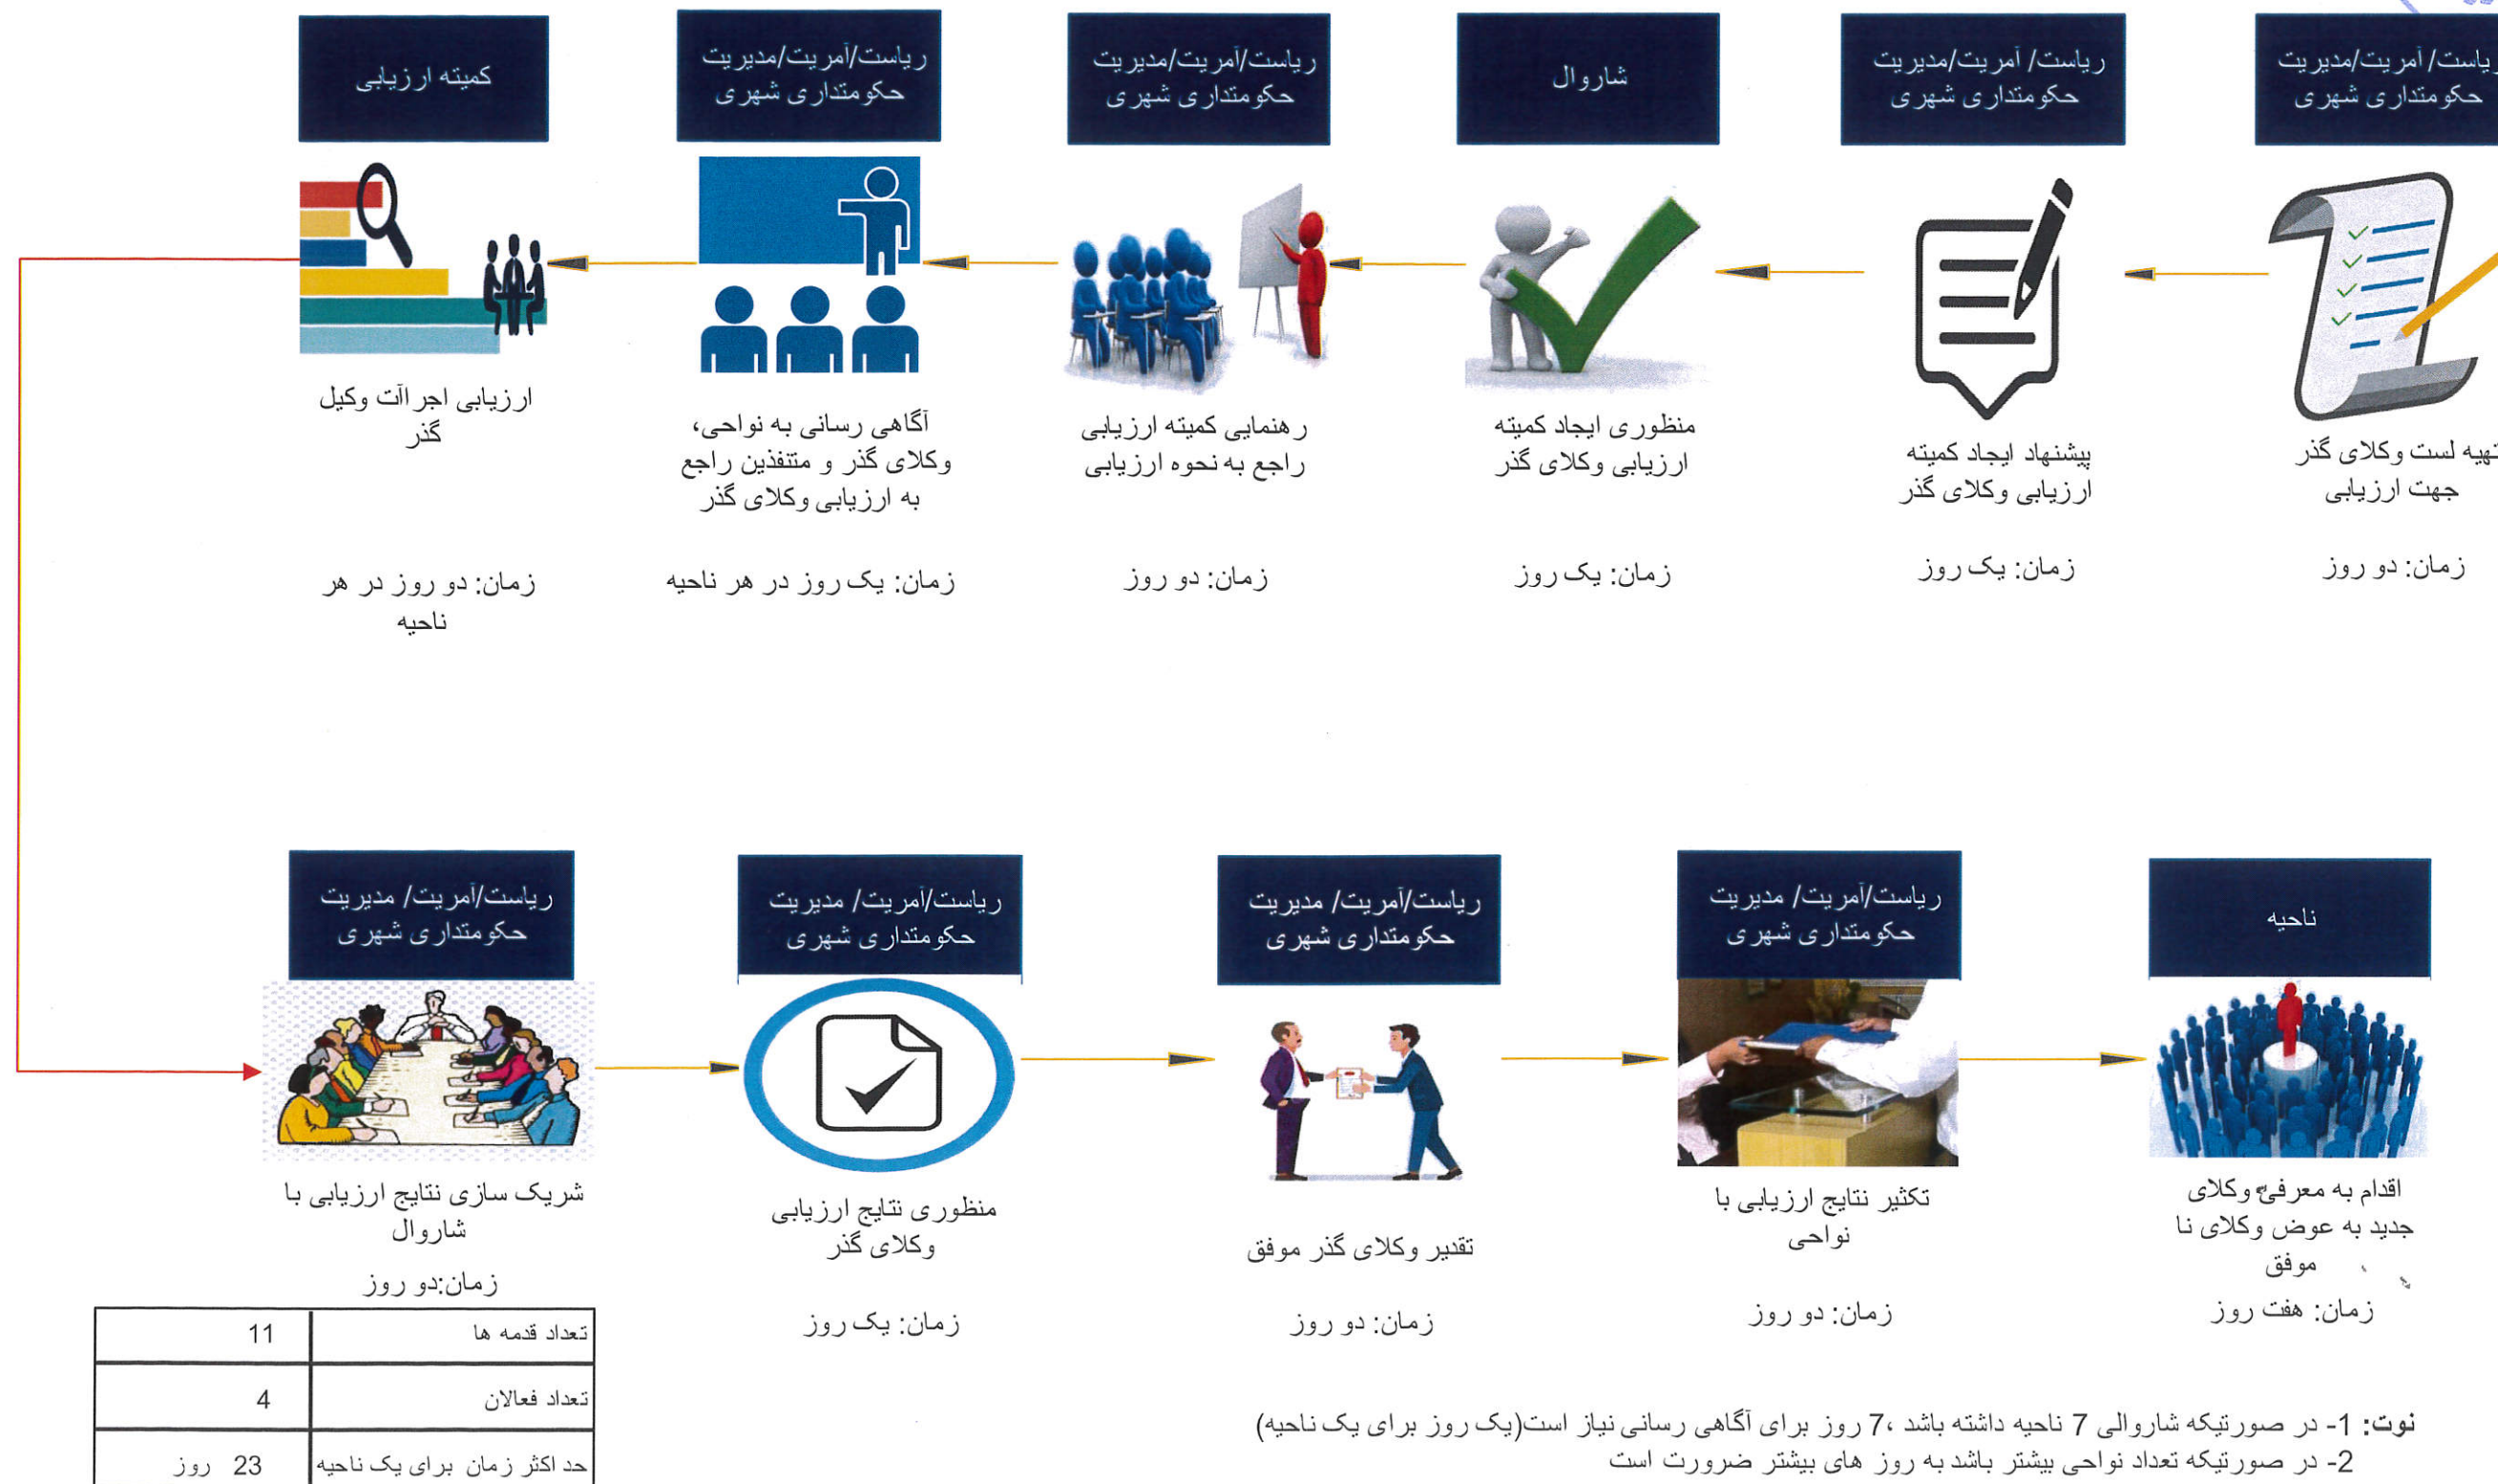 ریاست/ آمریت/مدیریت
حکومتداری شهری
تهیه لست وکلای گذر
جهت ارزیابی
زمان: دو روز
ریاست/ آمریت/مدیریت
حکومتداری شهری
پیشنهاد ایجاد کمیته
ارزیابی وکلای گذر
زمان: یک روز
شاروال
منظوری ایجاد کمیته
ارزیابی وکلای گذر
زمان: یک روز
ریاست/آمریت/مدیریت
حکومتداری شهری
رهنمایی کمیته ارزیابی
راجع به نحوه ارزیابی
زمان: دو روز
ریاست/آمریت/مدیریت
حکومتداری شهری
آگاهی رسانی به نواحی،
وکلای گذر و متنفذین راجع
به ارزیابی وکلای گذر
زمان: یک روز در هر ناحیه
کمیته ارزیابی
ارزیابی اجراآت وکیل
گذر
زمان: دو روز در هر
ناحیه
ریاست/آمریت/ مدیریت
حکومتداری شهری
شریک سازی نتایج ارزیابی با
شاروال
زمان:دو روز
ریاست/آمریت/ مدیریت
حکومتداری شهری
منظوری نتایج ارزیابی
وکلای گذر
زمان: یک روز
ریاست/آمریت/ مدیریت
حکومتداری شهری
تقدیر وکلای گذر موفق
زمان: دو روز
ریاست/آمریت/ مدیریت
حکومتداری شهری
تکثیر نتایج ارزیابی با
نواحی
زمان: دو روز
ناحیه
اقدام به معرفی وکلای
جدید به عوض وکلای نا
موفق
زمان: هفت روز
تعداد قدمه ها 11
تعداد فعالان 4
حد اکثر زمان برای یک ناحیه 23 روز
نوت: 1- در صورتیکه شاروالی 7 ناحیه داشته باشد ،7 روز برای آگاهی رسانی نیاز است(یک روز برای یک ناحیه)
2- در صورتیکه تعداد نواحی بیشتر باشد به روز های بیشتر ضرورت است